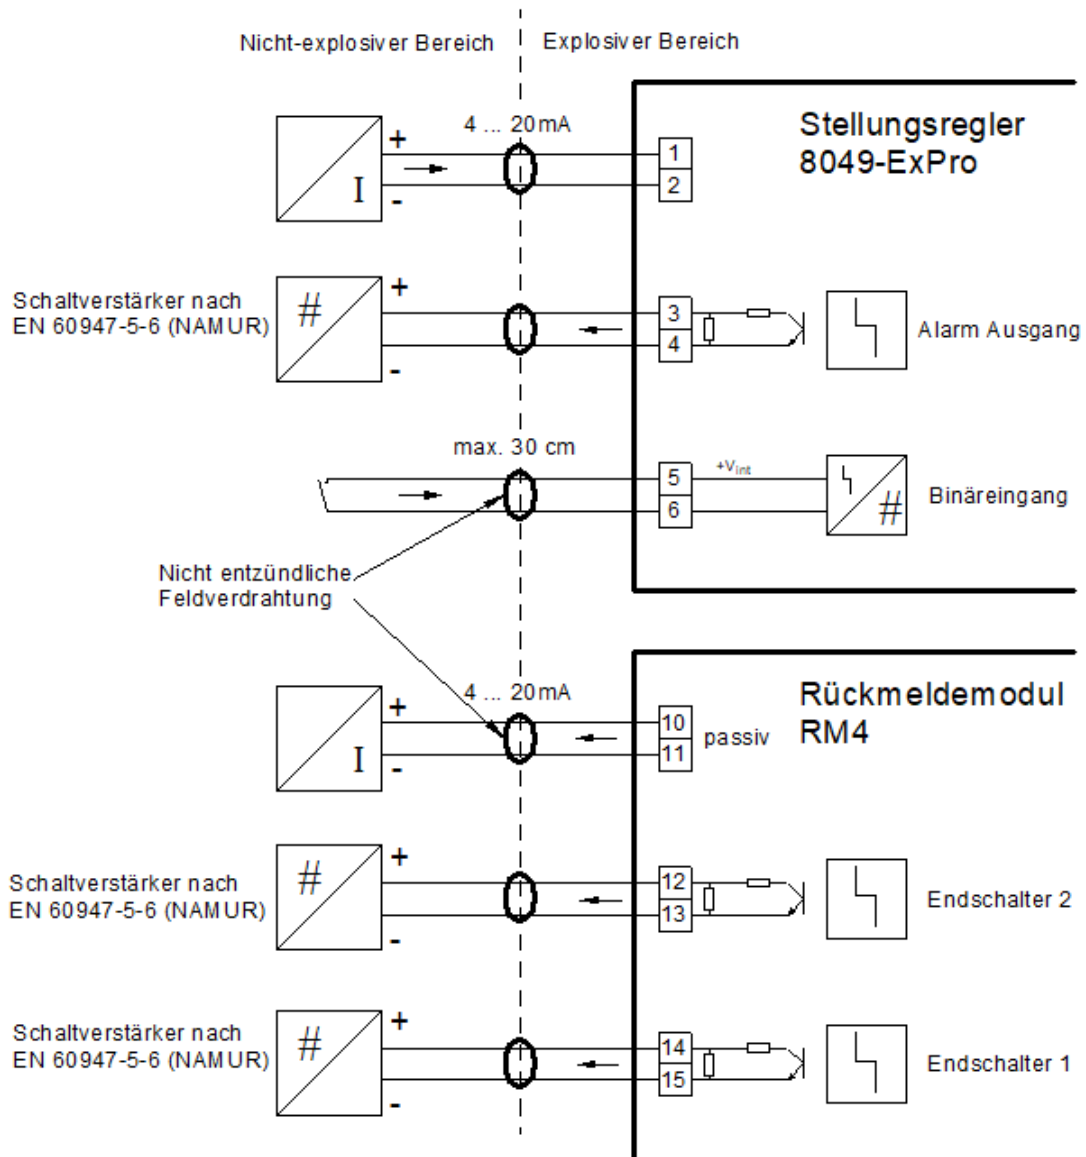 Nicht-explosiver Bereich
Explosiver Bereich
4 ... 20mA
+
I
-
1
2
Stellungsregler
8049-ExPro
Schaltverstärker nach
EN 60947-5-6 (NAMUR)
#
+
-
3
4
Alarm Ausgang
max. 30 cm
5
6
+Vint
#
Binäreingang
Nicht entzündliche
Feldverdrahtung
4 ... 20mA
+
I
-
10
11
passiv
Rückmeldemodul
RM4
Schaltverstärker nach
EN 60947-5-6 (NAMUR)
#
+
-
12
13
Endschalter 2
Schaltverstärker nach
EN 60947-5-6 (NAMUR)
#
+
-
14
15
Endschalter 1